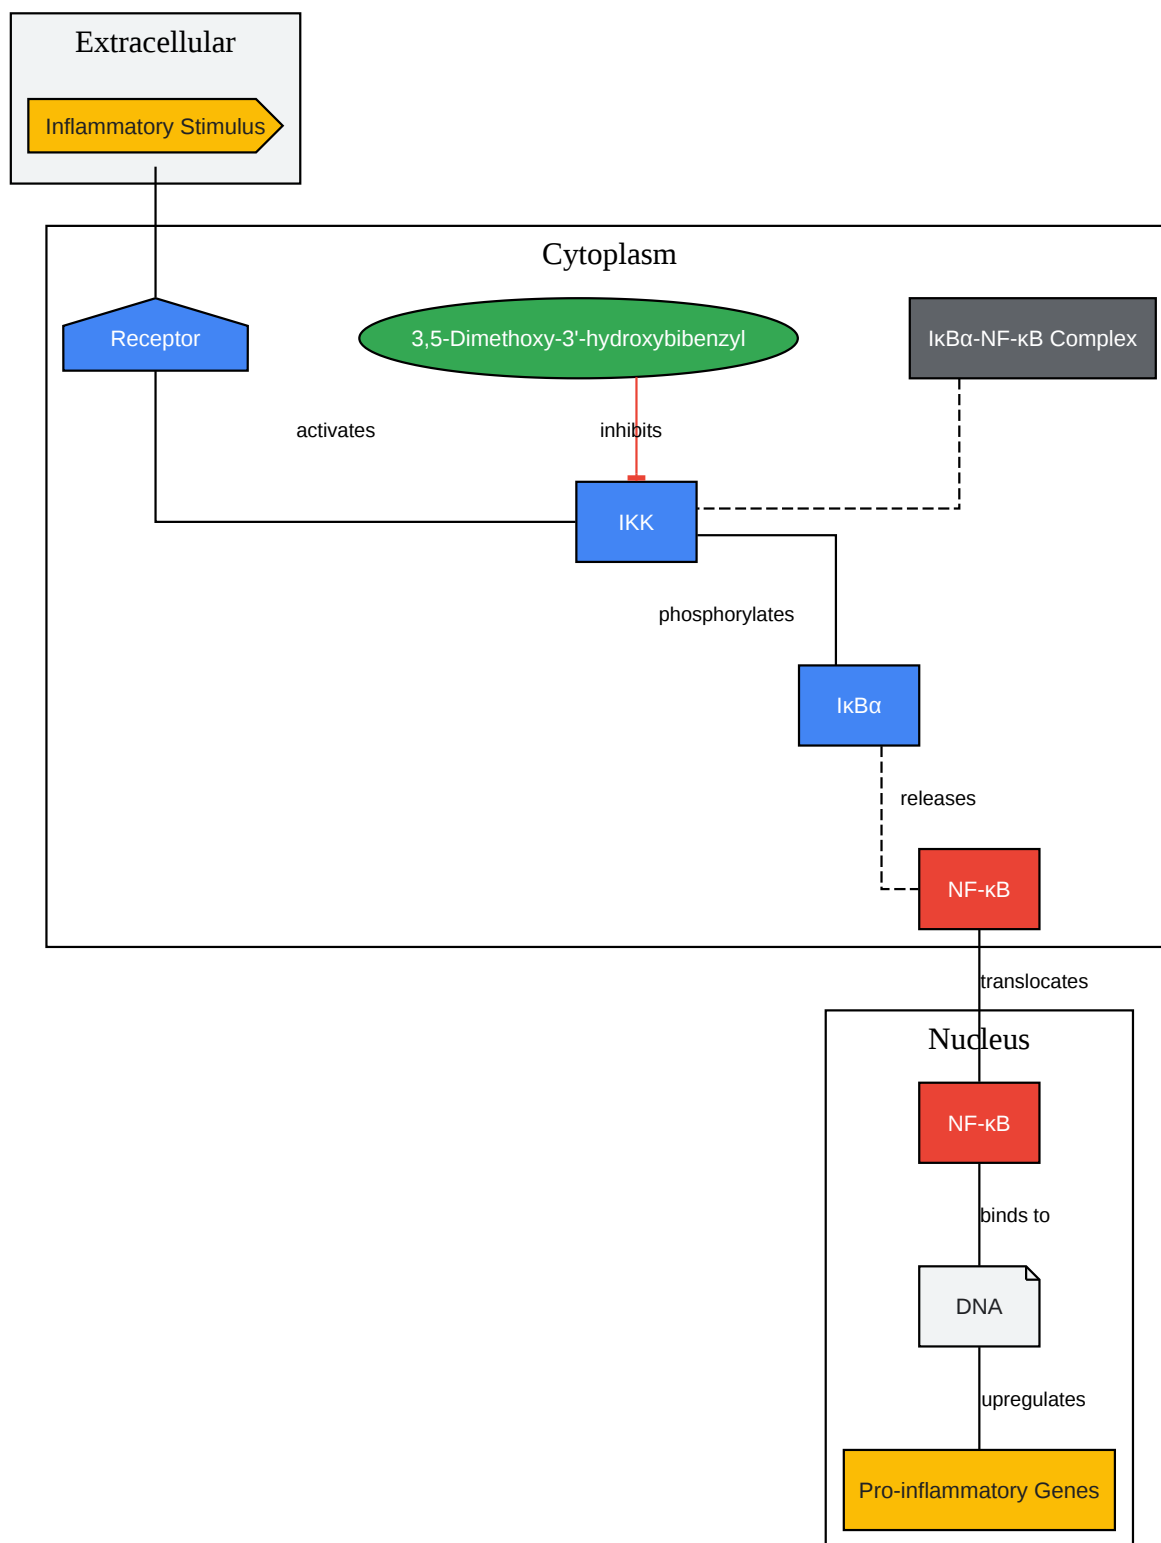 Extracellular
Inflammatory Stimulus
Cytoplasm
Receptor
3,5-Dimethoxy-3'-hydroxybibenzyl
IκBα-NF-κB Complex
activates
inhibits
IKK
phosphorylates
IκBα
releases
NF-κB
translocates
Nucleus
NF-κB
binds to
DNA
upregulates
Pro-inflammatory Genes